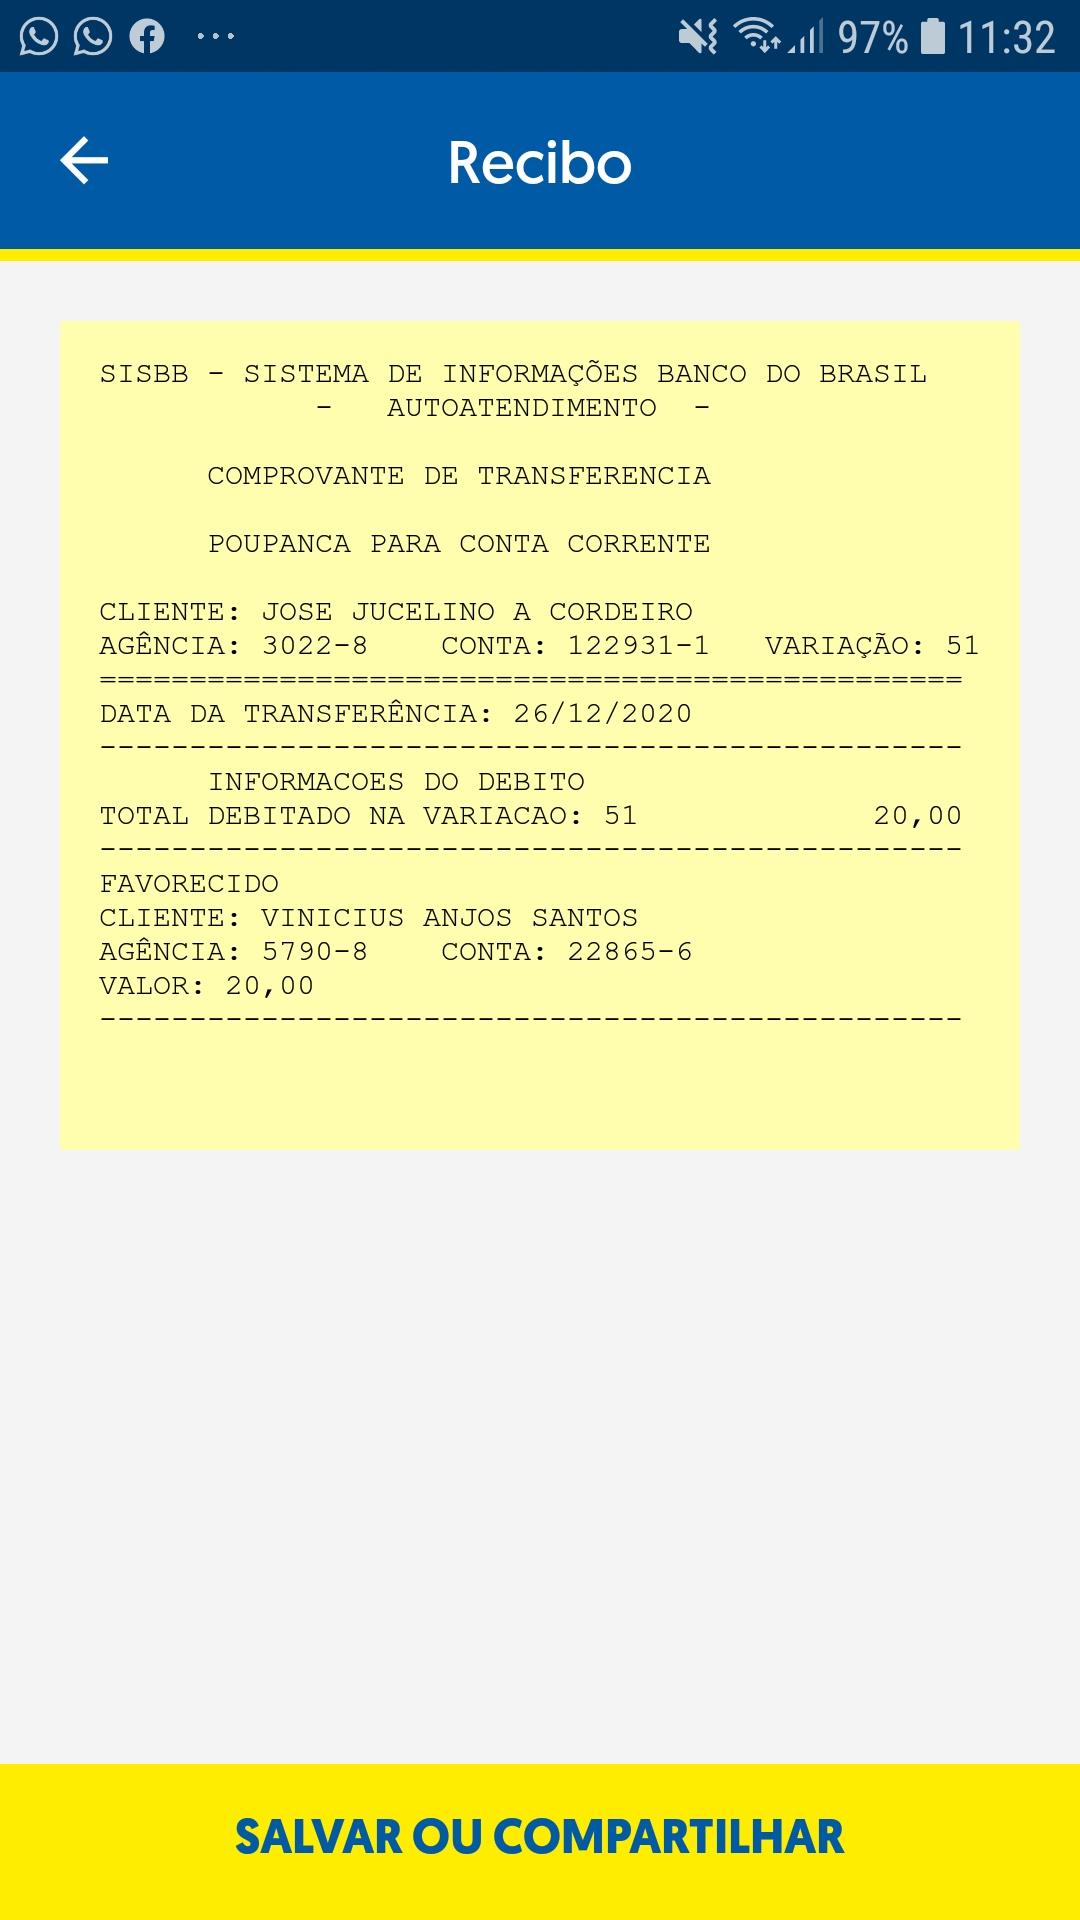 97% 11:32
Recibo
SISBB - SISTEMA DE INFORMAÇÕES BANCO DO BRASIL
- AUTOATENDIMENTO -
COMPROVANTE DE TRANSFERENCIA
POUPANCA PARA CONTA CORRENTE
CLIENTE: JOSE JUCELINO A CORDEIRO
AGÊNCIA: 3022-8 CONTA: 122931-1 VARIAÇÃO: 51
================================================
DATA DA TRANSFERÊNCIA: 26/12/2020
------------------------------------------------
INFORMACOES DO DEBITO
TOTAL DEBITADO NA VARIACAO: 51 20,00
------------------------------------------------
FAVORECIDO
CLIENTE: VINICIUS ANJOS SANTOS
AGÊNCIA: 5790-8 CONTA: 22865-6
VALOR: 20,00
------------------------------------------------
SALVAR OU COMPARTILHAR